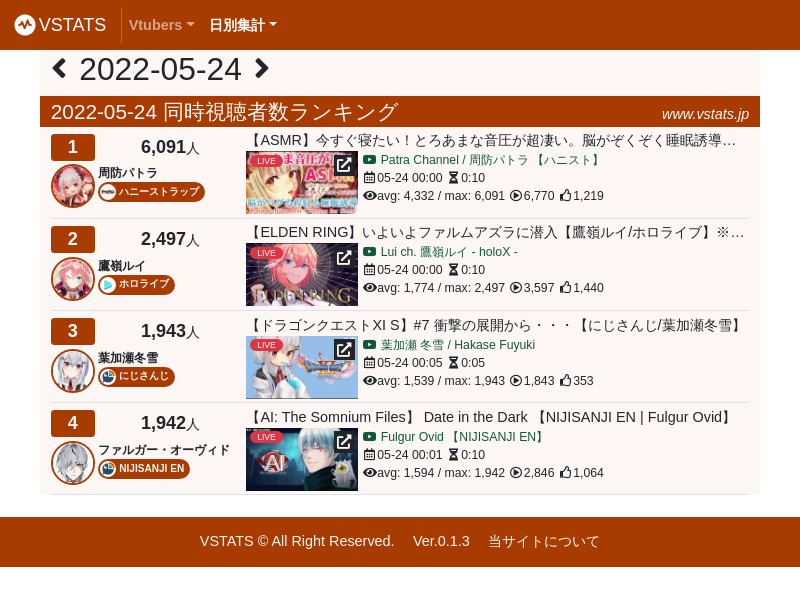 VSTATS Vtubers 日別集計
2022-05-24
2022-05-24 同時視聴者数ランキング www.vstats.jp
1 6,091人
周防パトラ
ハニーストラップ
【ASMR】今すぐ寝たい！とろあまな音圧が超凄い。脳がぞくぞく睡眠誘導…
LIVE
Patra Channel / 周防パトラ 【ハニスト】
05-24 00:00 0:10
avg: 4,332 / max: 6,091 6,770 1,219
2 2,497人
鷹嶺ルイ
ホロライブ
【ELDEN RING】いよいよファルムアズラに潜入【鷹嶺ルイ/ホロライブ】※…
LIVE
ELDEN RING
Lui ch. 鷹嶺ルイ - holoX -
05-24 00:00 0:10
avg: 1,774 / max: 2,497 3,597 1,440
3 1,943人
葉加瀬冬雪
にじさんじ
【ドラゴンクエストXI S】#7 衝撃の展開から・・・【にじさんじ/葉加瀬冬雪】
LIVE
葉加瀬 冬雪 / Hakase Fuyuki
05-24 00:05 0:05
avg: 1,539 / max: 1,943 1,843 353
4 1,942人
ファルガー・オーヴィド
NIJISANJI EN
【AI: The Somnium Files】 Date in the Dark 【NIJISANJI EN | Fulgur Ovid】
LIVE
AI
Fulgur Ovid 【NIJISANJI EN】
05-24 00:01 0:10
avg: 1,594 / max: 1,942 2,846 1,064
VSTATS © All Right Reserved. Ver.0.1.3 当サイトについて